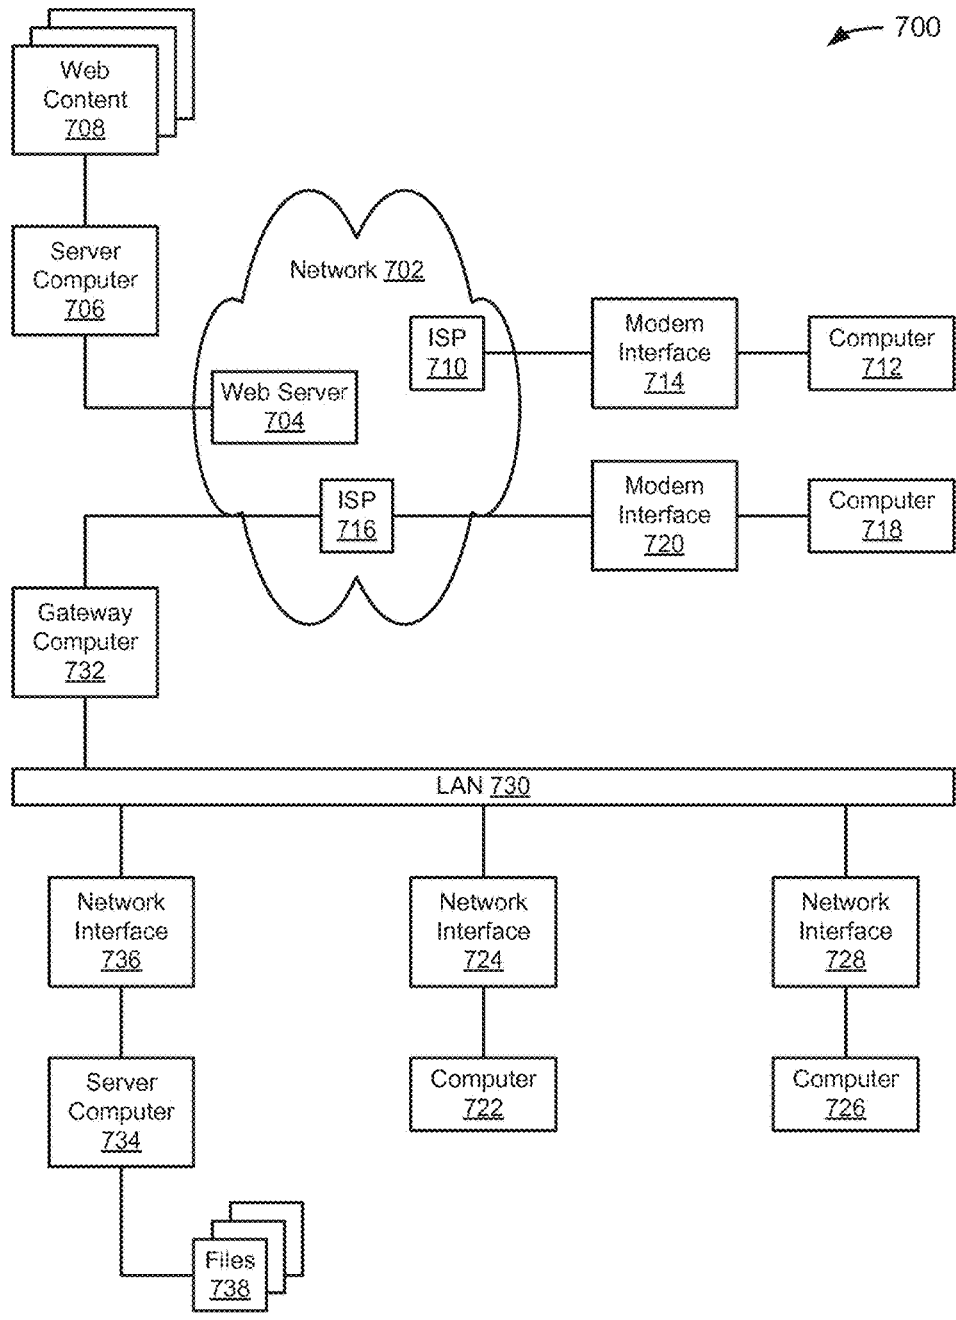 700
Web
Content
708
Server
Computer
706
Network 702
ISP
710
Modem
Interface
714
Computer
712
Web Server
704
ISP
716
Modem
Interface
720
Computer
718
Gateway
Computer
732
LAN 730
Network
Interface
736
Network
Interface
724
Network
Interface
728
Server
Computer
734
Computer
722
Computer
726
Files
738